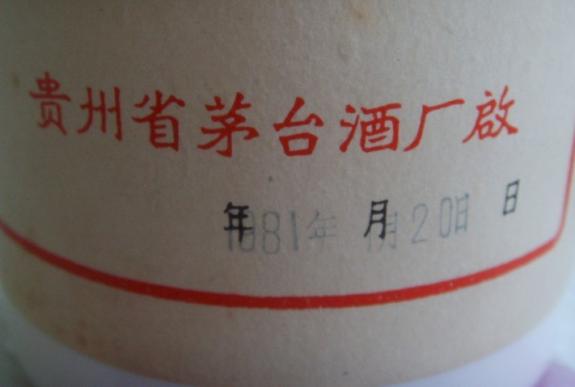 贵州省茅台酒厂啟
年 1981年 月 月20日 日